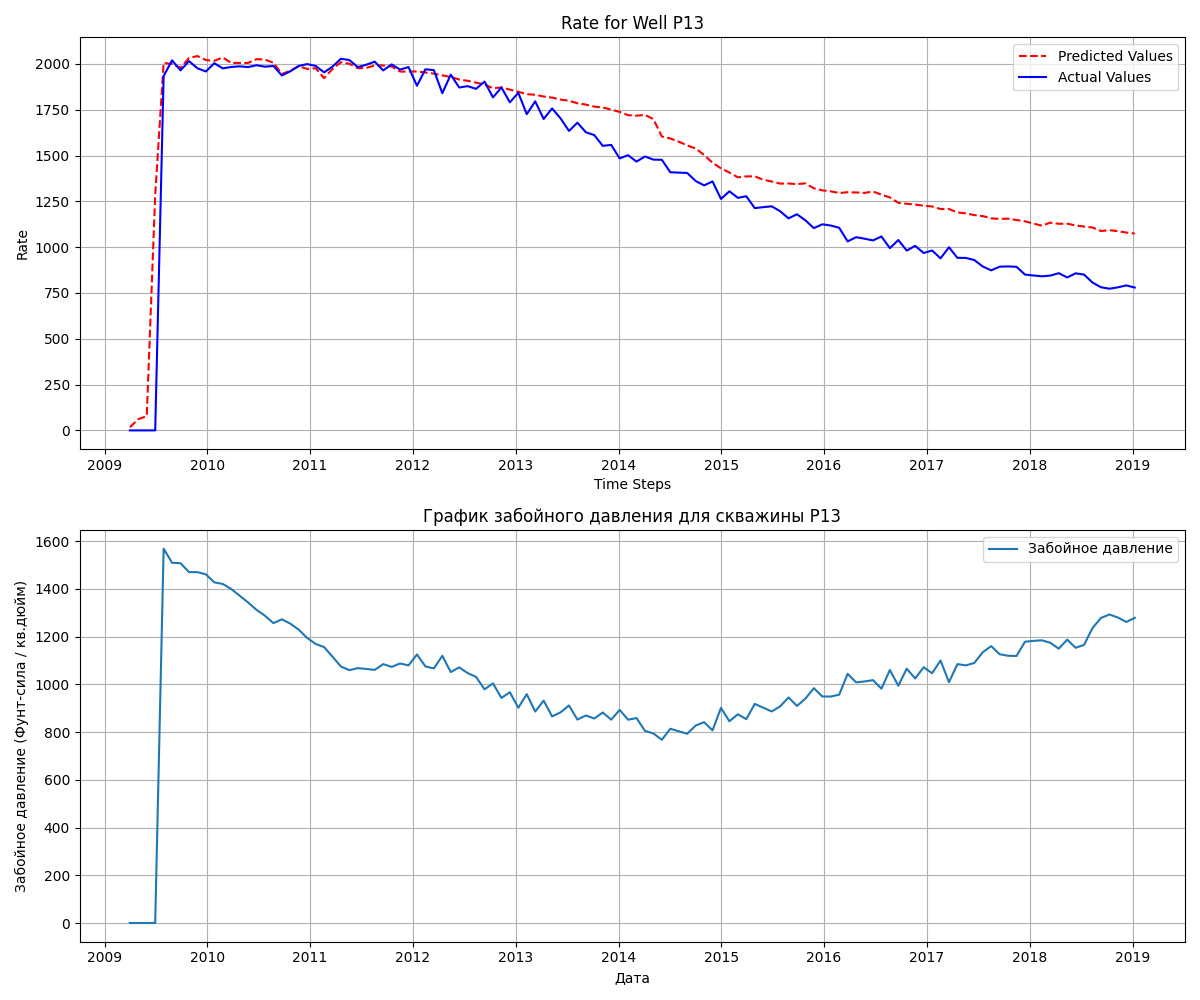 Rate for Well P13
Predicted Values
Actual Values
2000
1750
1500
1250
1000
750
500
250
0
Rate
2009 2010 2011 2012 2013 2014 2015 2016 2017 2018 2019
Time Steps
График забойного давления для скважины P13
Забойное давление
1600
1400
1200
1000
800
600
400
200
0
Забойное давление (Фунт-сила / кв.дюйм)
2009 2010 2011 2012 2013 2014 2015 2016 2017 2018 2019
Дата